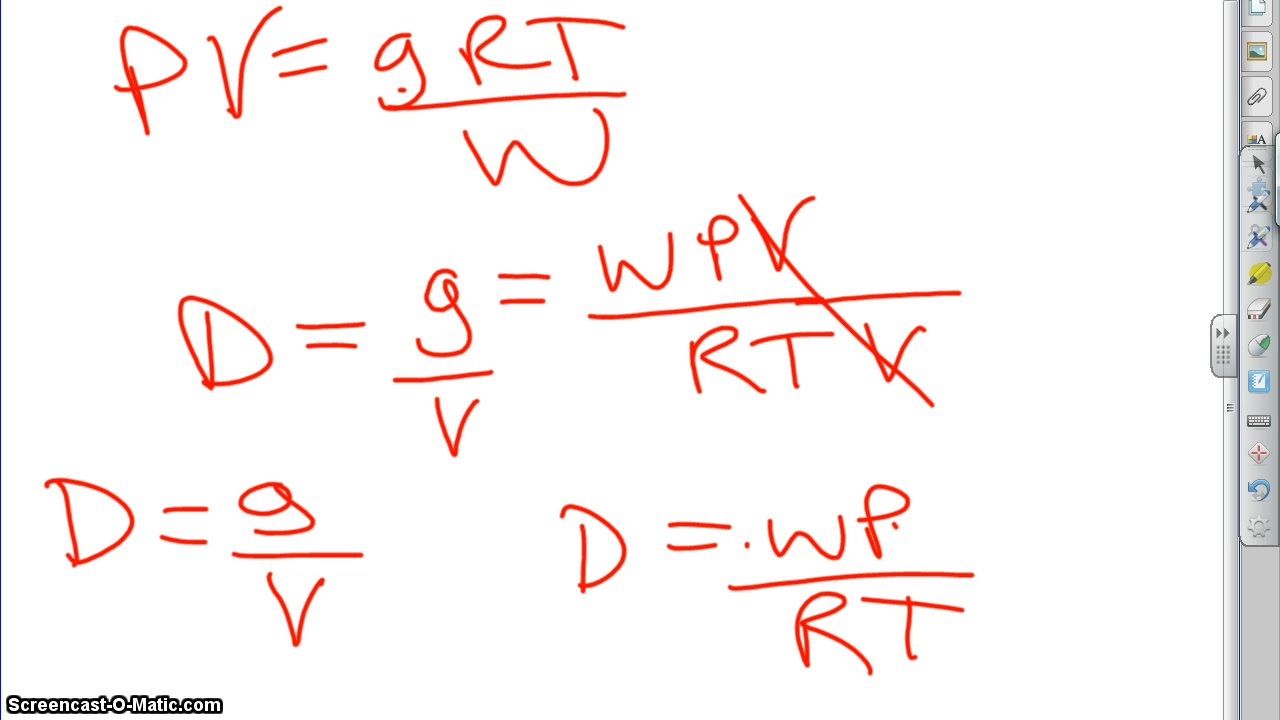 PV = gRT / W
D = g / V = WPV / RTV
D = g / V
D = WP / RT
A
Screencast-O-Matic.com